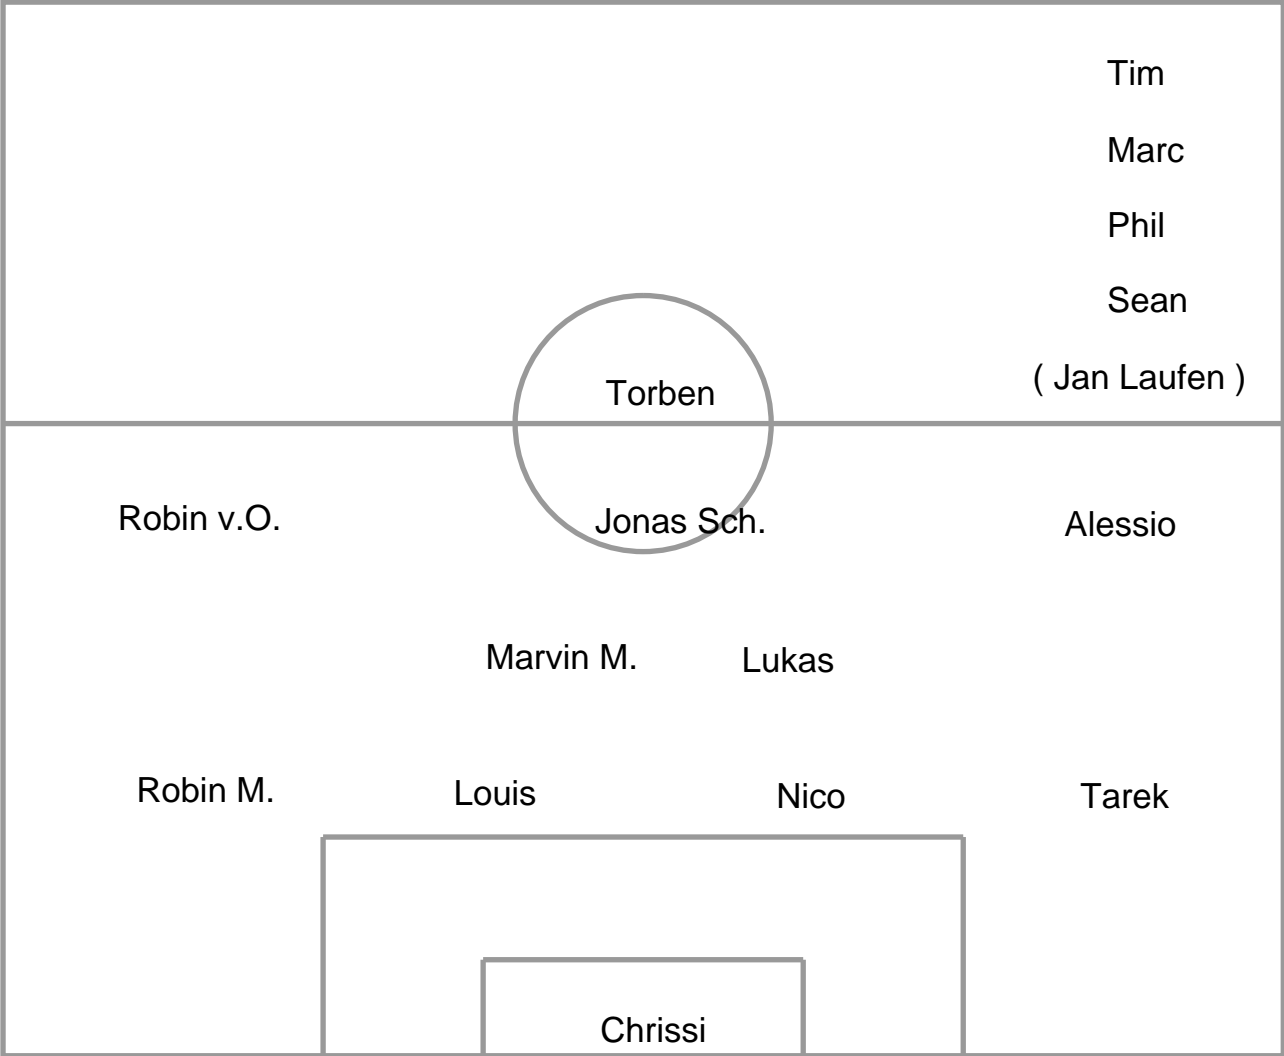 Tim
Marc
Phil
Sean
( Jan Laufen )
Torben
Robin v.O.
Jonas Sch.
Alessio
Marvin M.
Lukas
Robin M.
Louis
Nico
Tarek
Chrissi